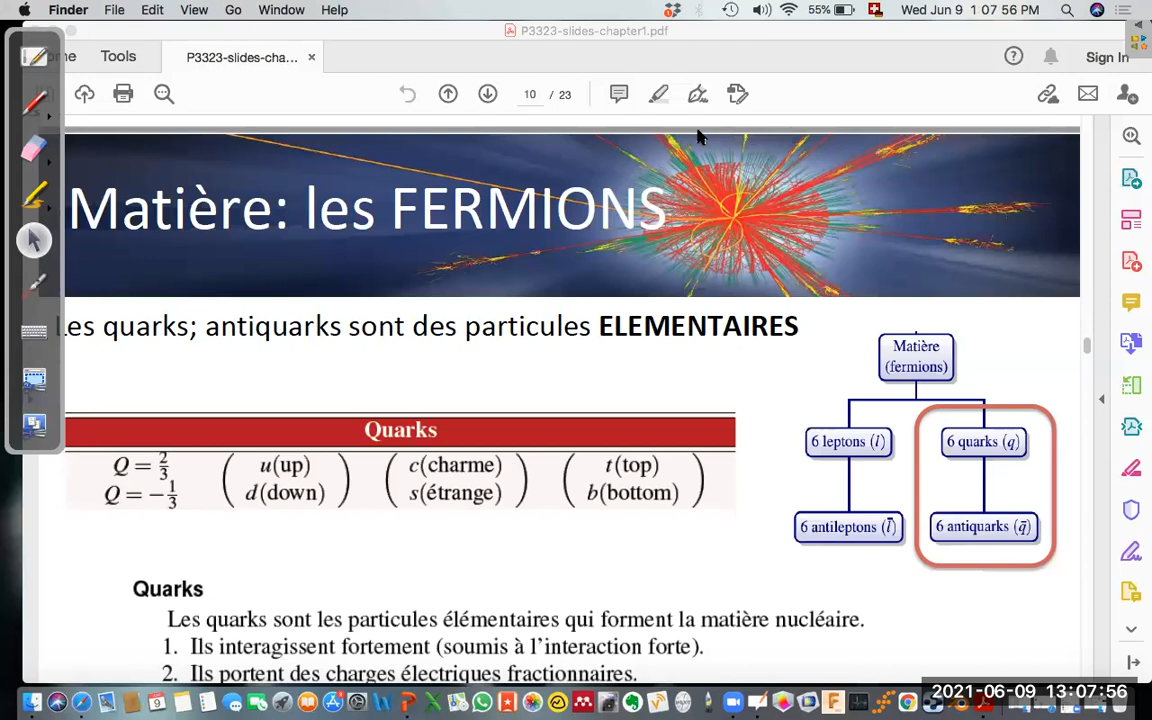 Finder File Edit View Go Window Help 55% Wed Jun 9 1 07 56 PM
P3323-slides-chapter1.pdf
me Tools P3323-slides-cha... × Sign In
10 / 23
Matière: les FERMIONS
Les quarks; antiquarks sont des particules ELEMENTAIRES
Matière
(fermions)
6 leptons (l) 6 quarks (q)
6 antileptons (l̄) 6 antiquarks (q̄)
Quarks
Q = 2/3 u(up) c(charme) t(top)
Q = −1/3 d(down) s(étrange) b(bottom)
Quarks
Les quarks sont les particules élémentaires qui forment la matière nucléaire.
1. Ils interagissent fortement (soumis à l'interaction forte).
2. Ils portent des charges électriques fractionnaires.
2021-06-09 13:07:56